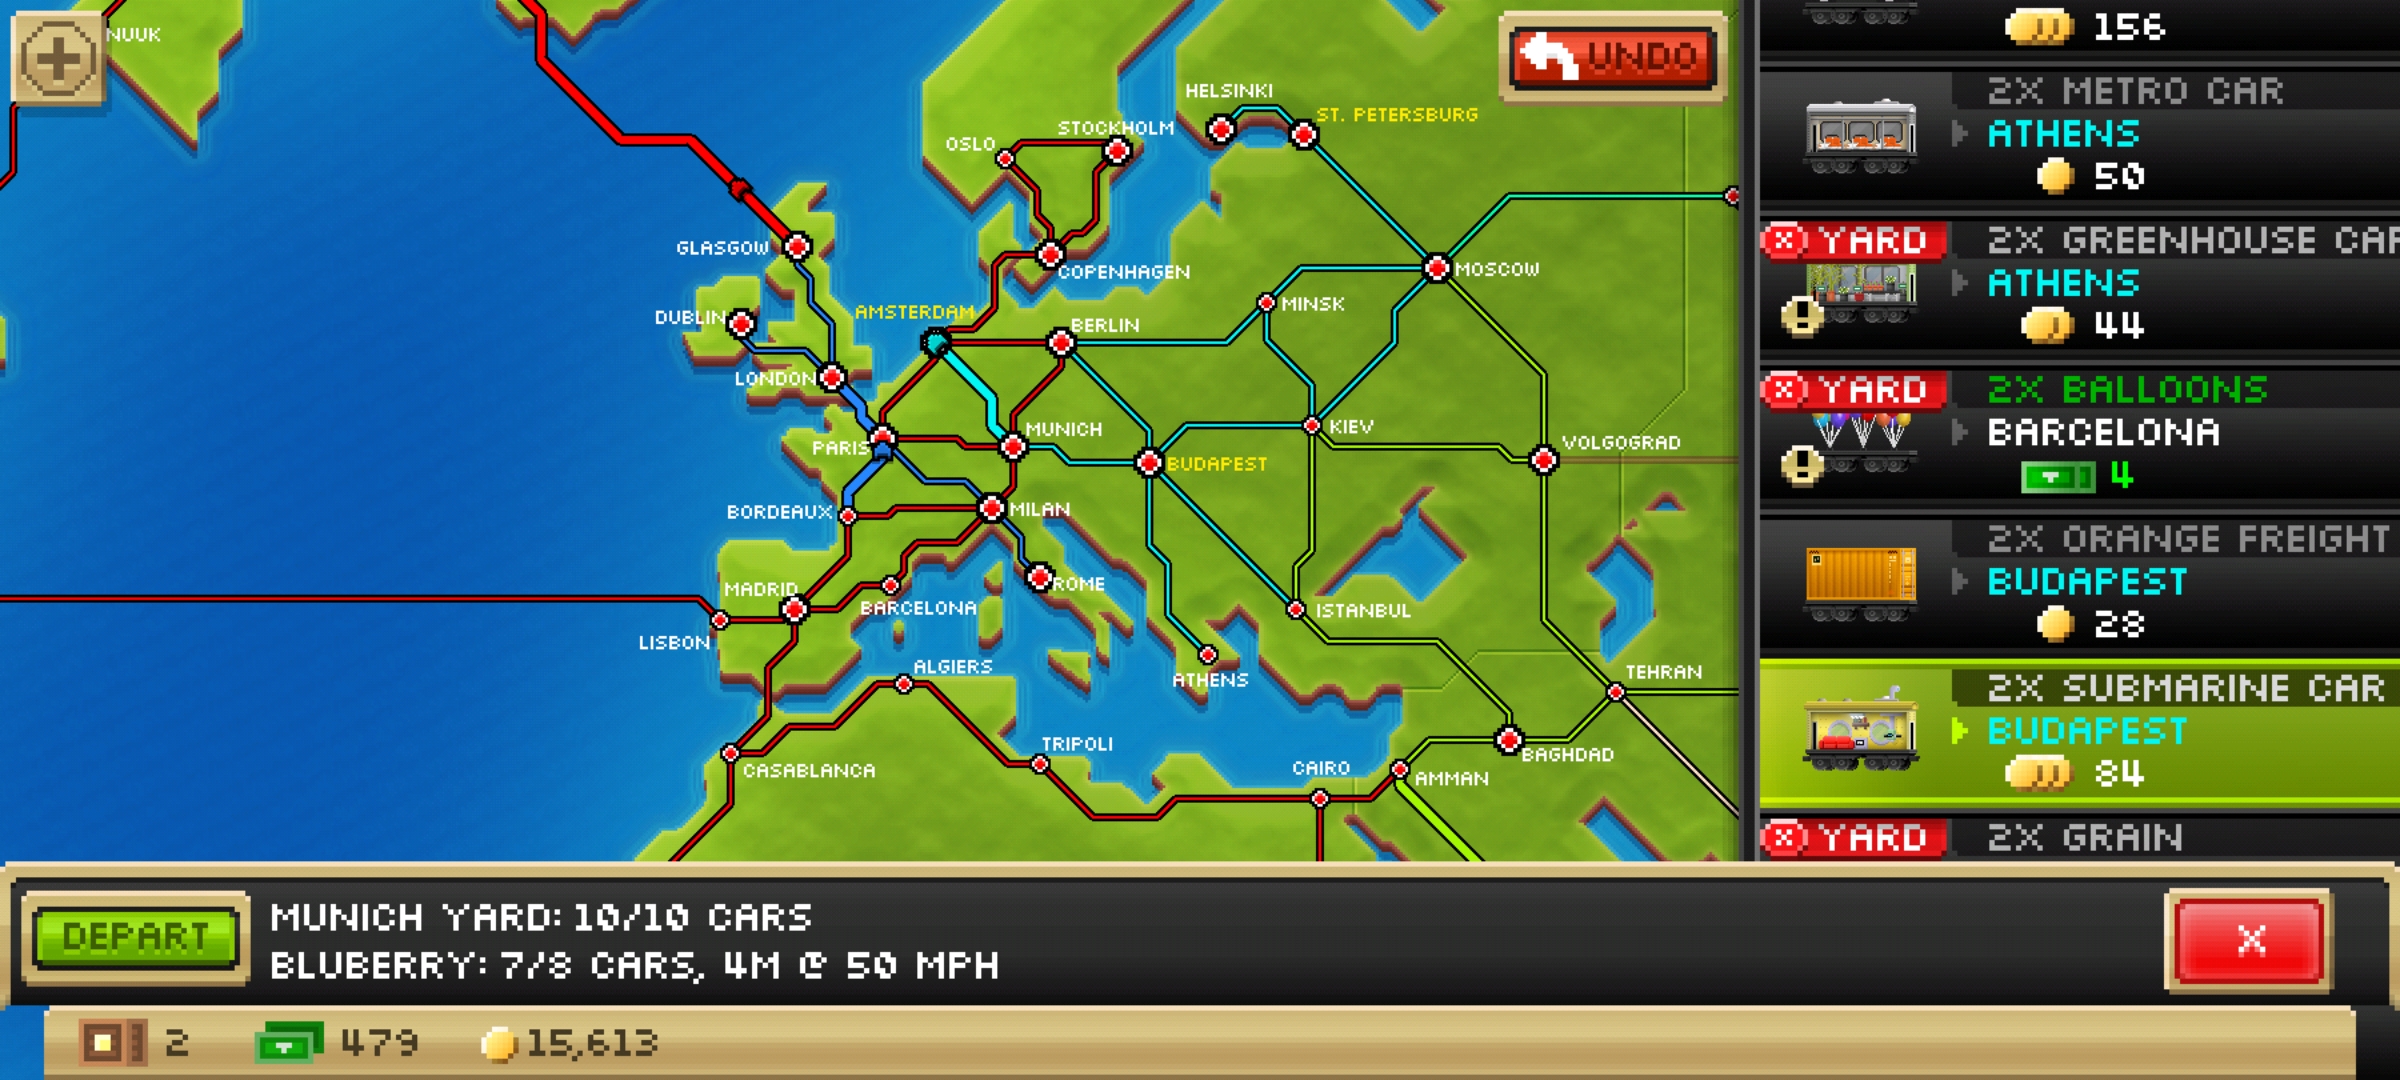 NUUK
UNDO
HELSINKI
ST. PETERSBURG
STOCKHOLM
OSLO
GLASGOW
COPENHAGEN
MOSCOW
MINSK
AMSTERDAM
DUBLIN
BERLIN
LONDON
MUNICH
KIEV
VOLGOGRAD
PARIS
BUDAPEST
BORDEAUX
MILAN
MADRID
ROME
BARCELONA
ISTANBUL
LISBON
ALGIERS
ATHENS
TEHRAN
TRIPOLI
CASABLANCA
CAIRO
AMMAN
BAGHDAD
156
2X METRO CAR
ATHENS
50
YARD 2X GREENHOUSE CAR
ATHENS
44
YARD 2X BALLOONS
BARCELONA
4
2X ORANGE FREIGHT
BUDAPEST
28
2X SUBMARINE CAR
BUDAPEST
84
YARD 2X GRAIN
DEPART
MUNICH YARD: 10/10 CARS
BLUBERRY: 7/8 CARS, 4M @ 50 MPH
X
2 479 15,613